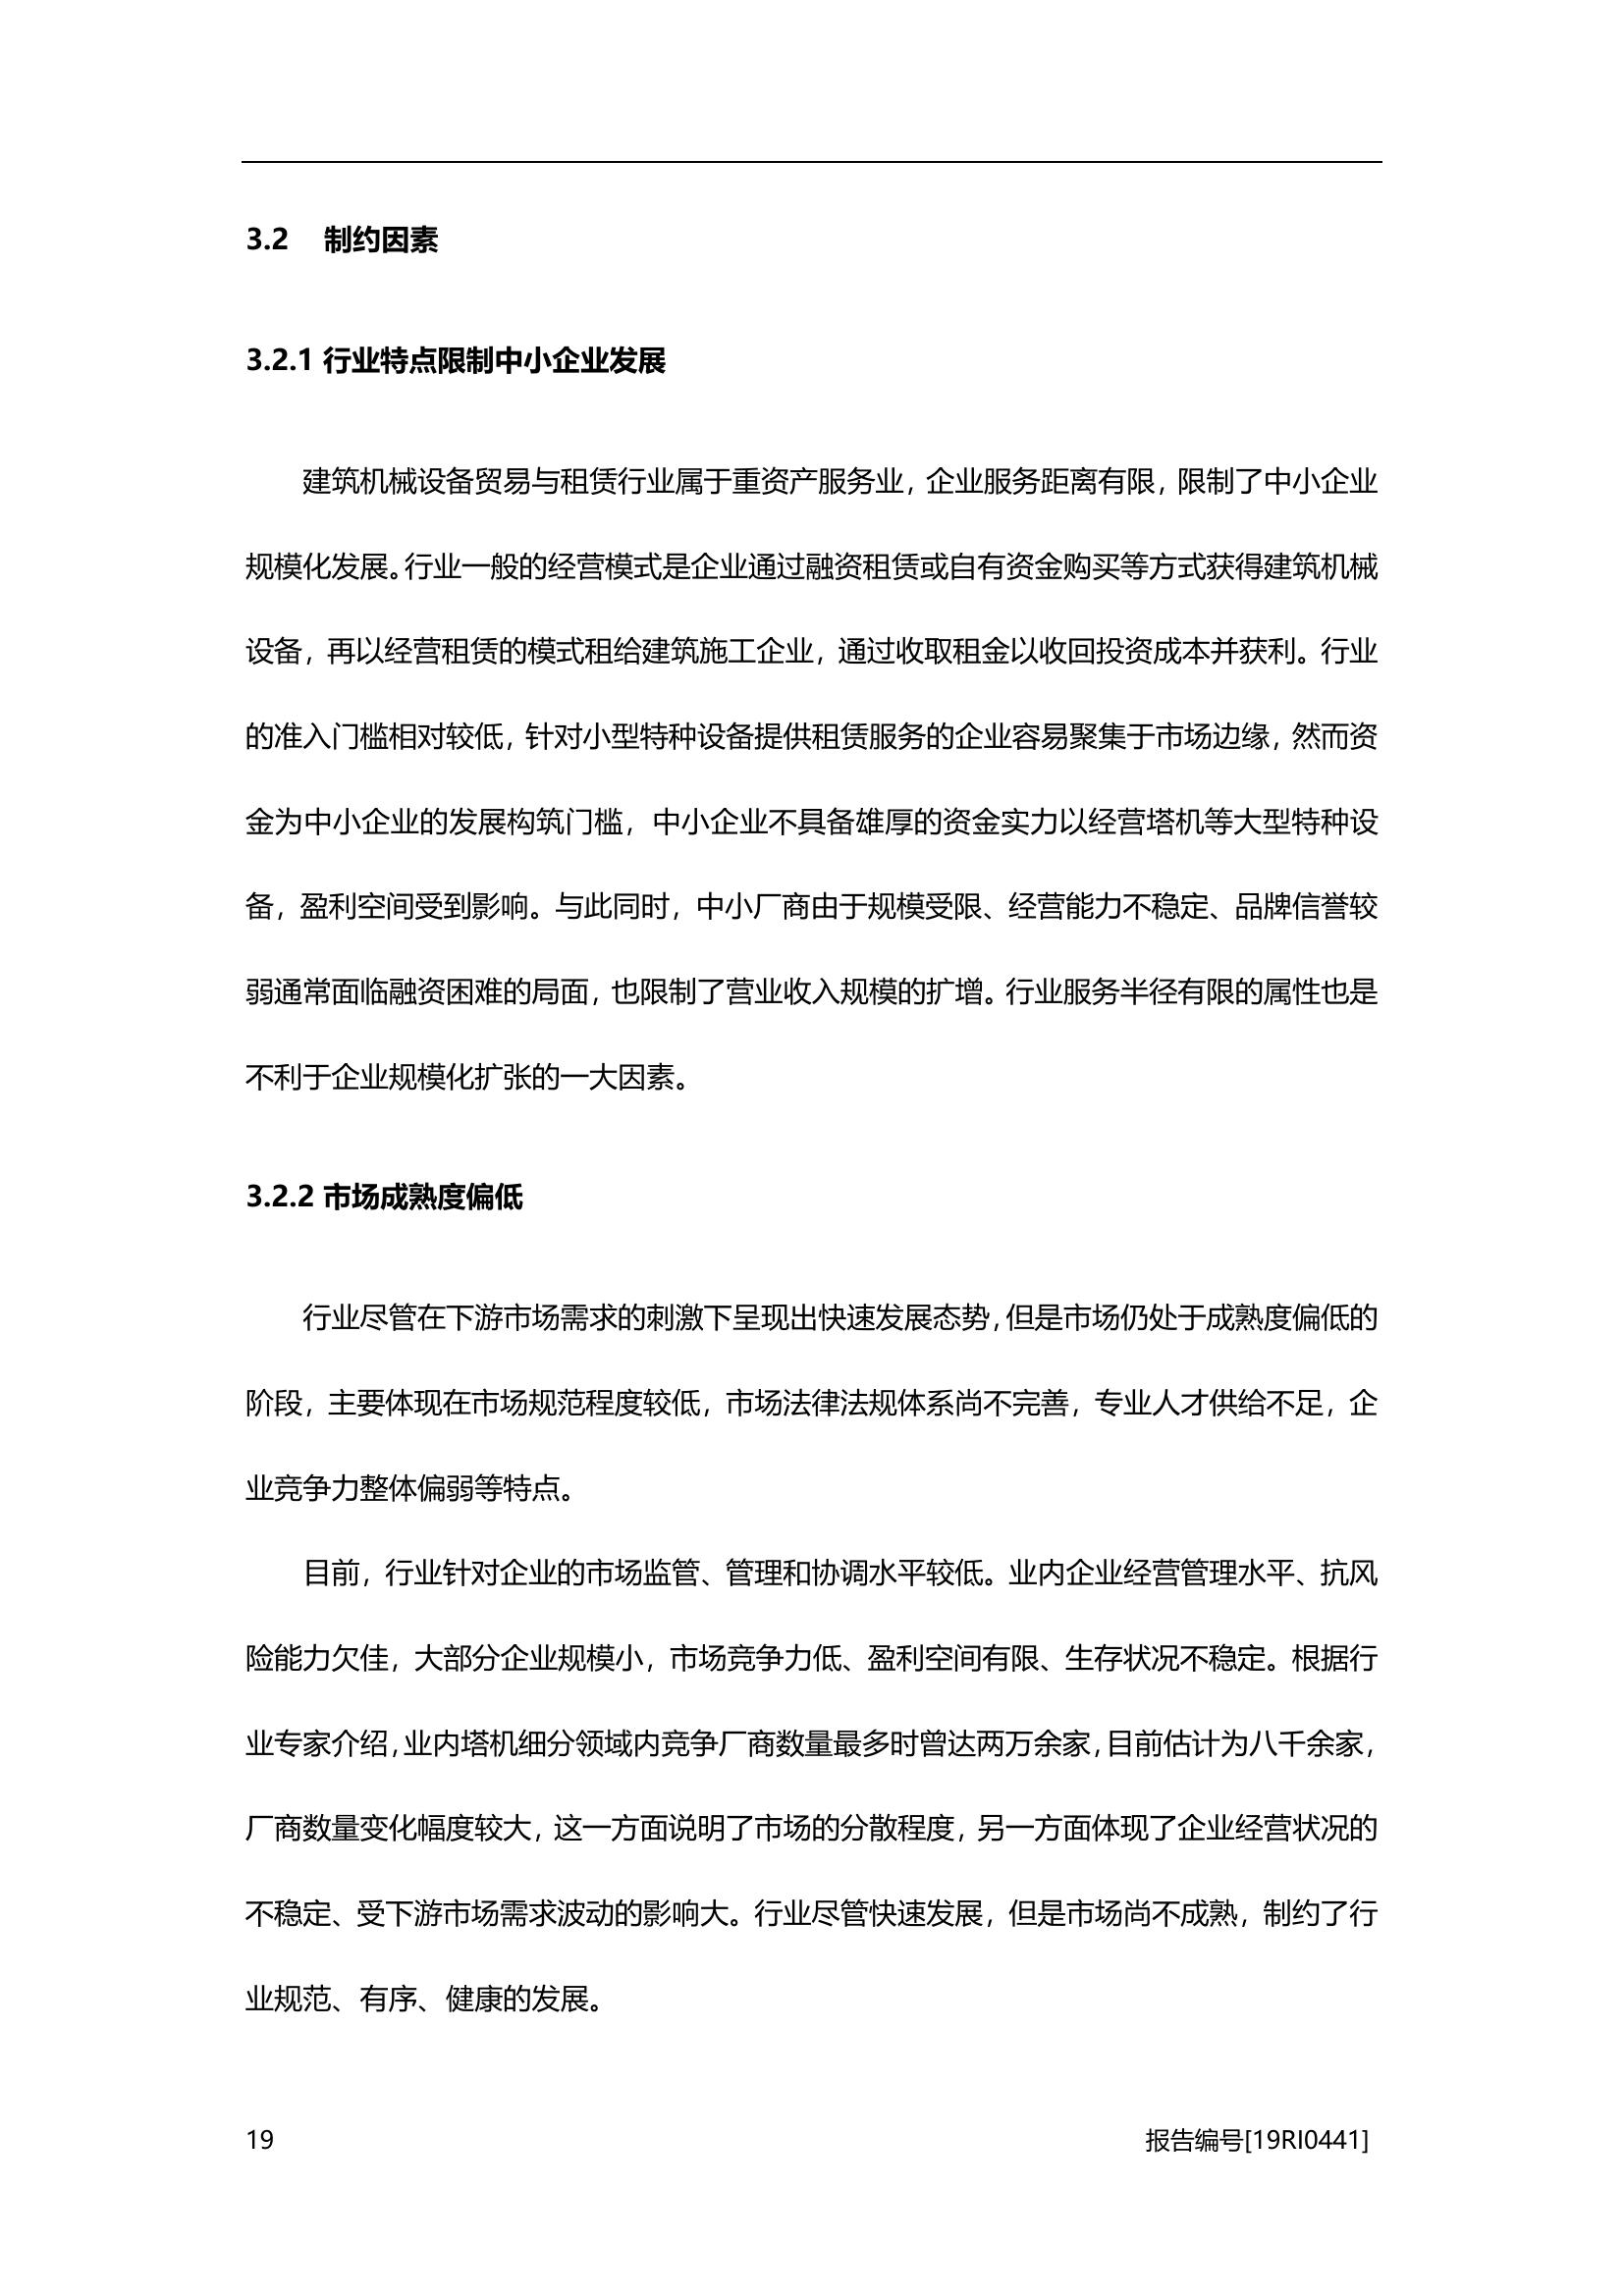 3.2 制约因素
3.2.1 行业特点限制中小企业发展
建筑机械设备贸易与租赁行业属于重资产服务业，企业服务距离有限，限制了中小企业
规模化发展。行业一般的经营模式是企业通过融资租赁或自有资金购买等方式获得建筑机械
设备，再以经营租赁的模式租给建筑施工企业，通过收取租金以收回投资成本并获利。行业
的准入门槛相对较低，针对小型特种设备提供租赁服务的企业容易聚集于市场边缘，然而资
金为中小企业的发展构筑门槛，中小企业不具备雄厚的资金实力以经营塔机等大型特种设
备，盈利空间受到影响。与此同时，中小厂商由于规模受限、经营能力不稳定、品牌信誉较
弱通常面临融资困难的局面，也限制了营业收入规模的扩增。行业服务半径有限的属性也是
不利于企业规模化扩张的一大因素。
3.2.2 市场成熟度偏低
行业尽管在下游市场需求的刺激下呈现出快速发展态势，但是市场仍处于成熟度偏低的
阶段，主要体现在市场规范程度较低，市场法律法规体系尚不完善，专业人才供给不足，企
业竞争力整体偏弱等特点。
目前，行业针对企业的市场监管、管理和协调水平较低。业内企业经营管理水平、抗风
险能力欠佳，大部分企业规模小，市场竞争力低、盈利空间有限、生存状况不稳定。根据行
业专家介绍，业内塔机细分领域内竞争厂商数量最多时曾达两万余家，目前估计为八千余家，
厂商数量变化幅度较大，这一方面说明了市场的分散程度，另一方面体现了企业经营状况的
不稳定、受下游市场需求波动的影响大。行业尽管快速发展，但是市场尚不成熟，制约了行
业规范、有序、健康的发展。
19 报告编号[19RI0441]